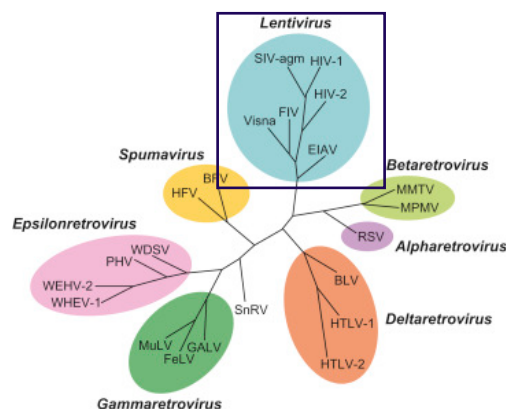 Lentivirus
SIV-agm
HIV-1
HIV-2
FIV
Visna
EIAV
Spumavirus
BFV
HFV
Betaretrovirus
MMTV
MPMV
RSV
Alpharetrovirus
Epsilonretrovirus
WDSV
PHV
WEHV-2
WHEV-1
SnRV
BLV
HTLV-1
HTLV-2
Deltaretrovirus
MuLV
GALV
FeLV
Gammaretrovirus